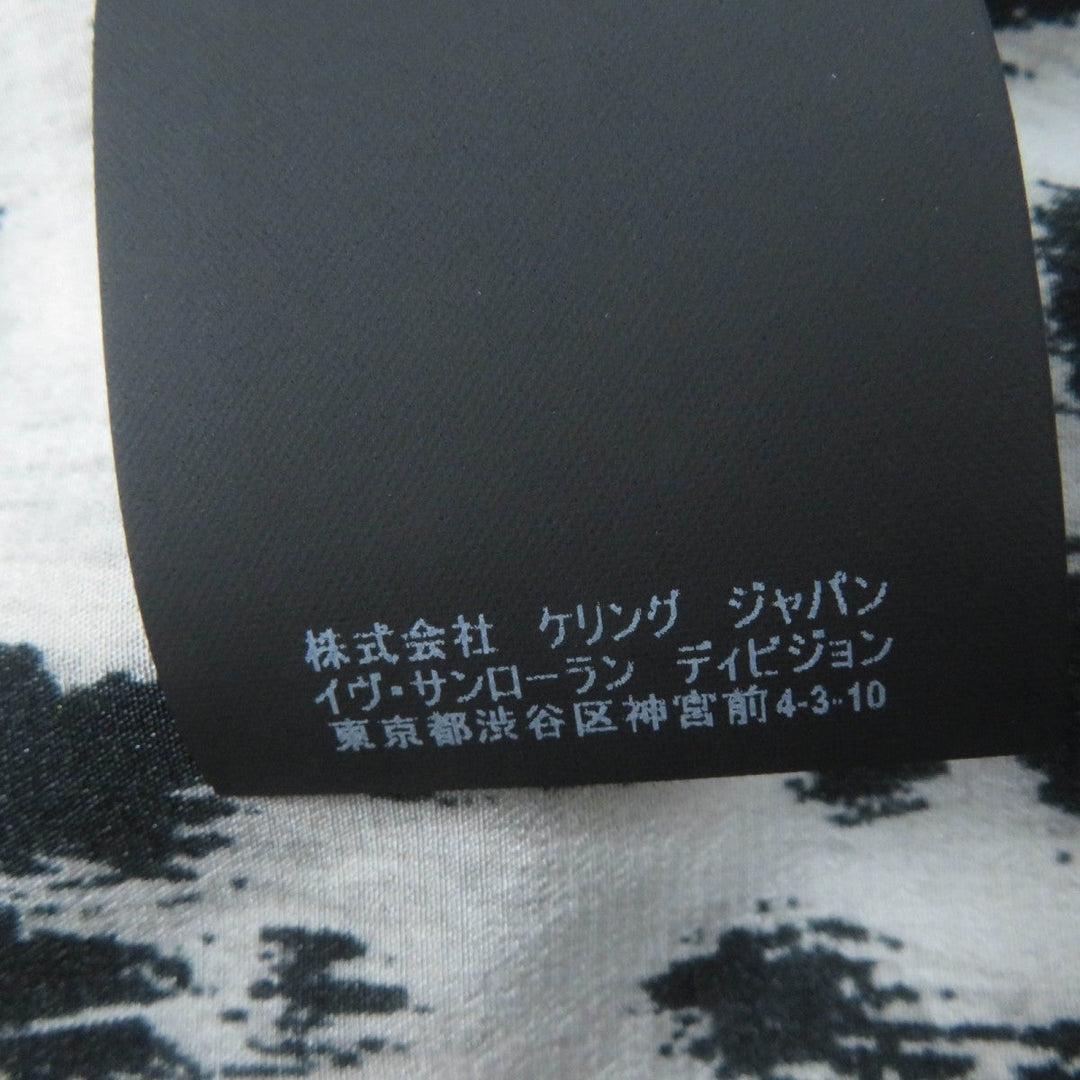 株式会社 ケリング ジャパン
イヴ・サンローラン ディビジョン
東京都渋谷区神宮前4-3-10